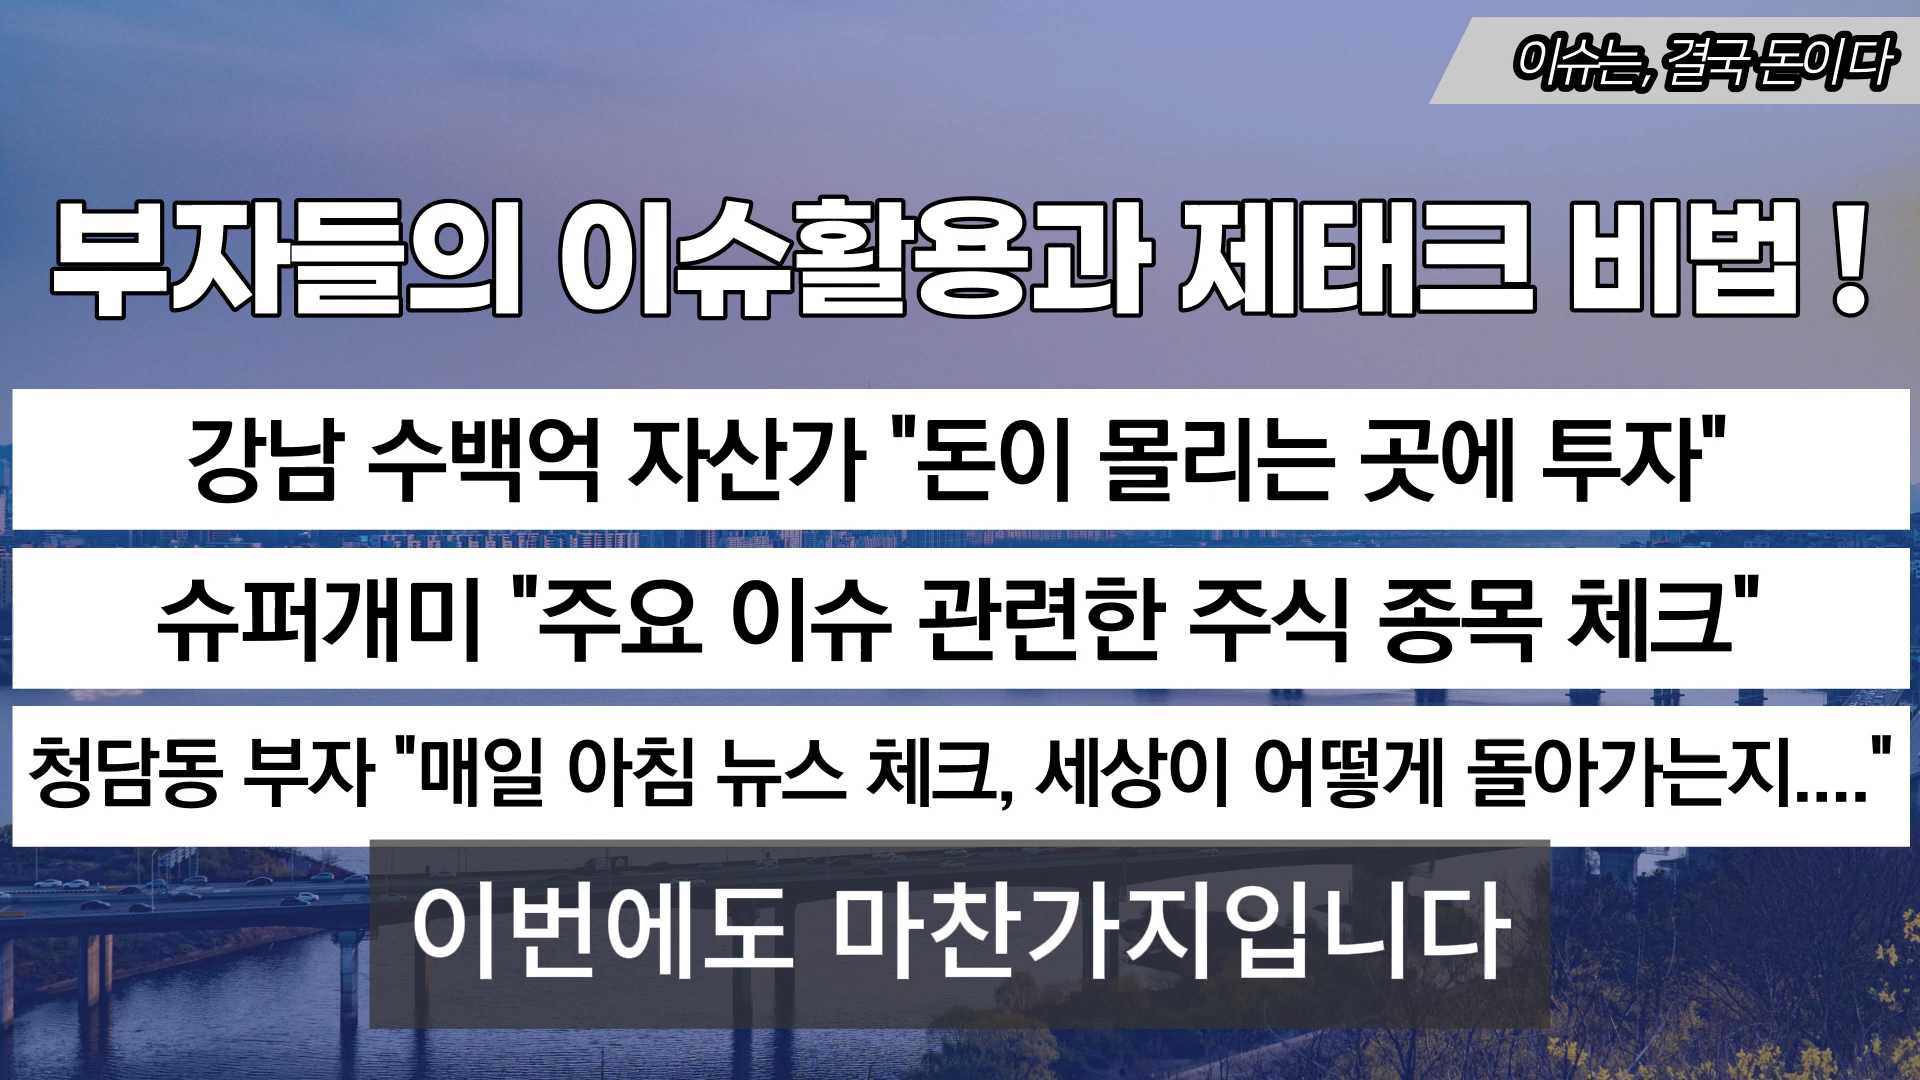 이슈는, 결국 돈이다
부자들의 이슈활용과 제태크 비법 !
강남 수백억 자산가 "돈이 몰리는 곳에 투자"
슈퍼개미 "주요 이슈 관련한 주식 종목 체크"
청담동 부자 "매일 아침 뉴스 체크, 세상이 어떻게 돌아가는지...."
이번에도 마찬가지입니다